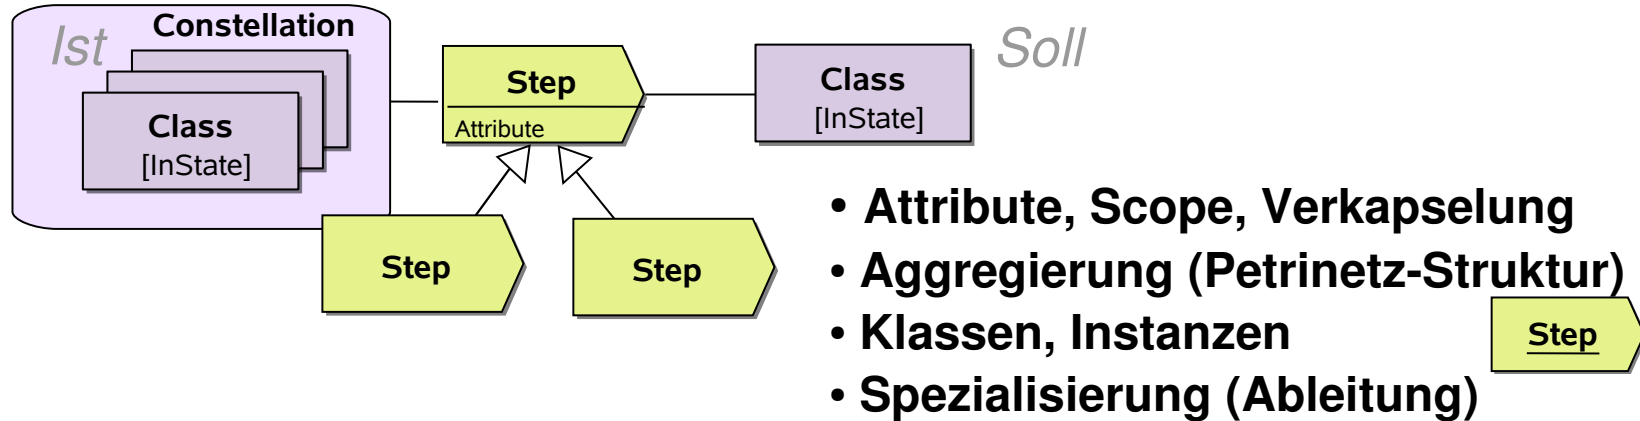 Ist
Constellation
Class
[InState]
Step
Attribute
Class
[InState]
Soll
Step
Step
• Attribute, Scope, Verkapselung
• Aggregierung (Petrinetz-Struktur)
• Klassen, Instanzen
Step
• Spezialisierung (Ableitung)